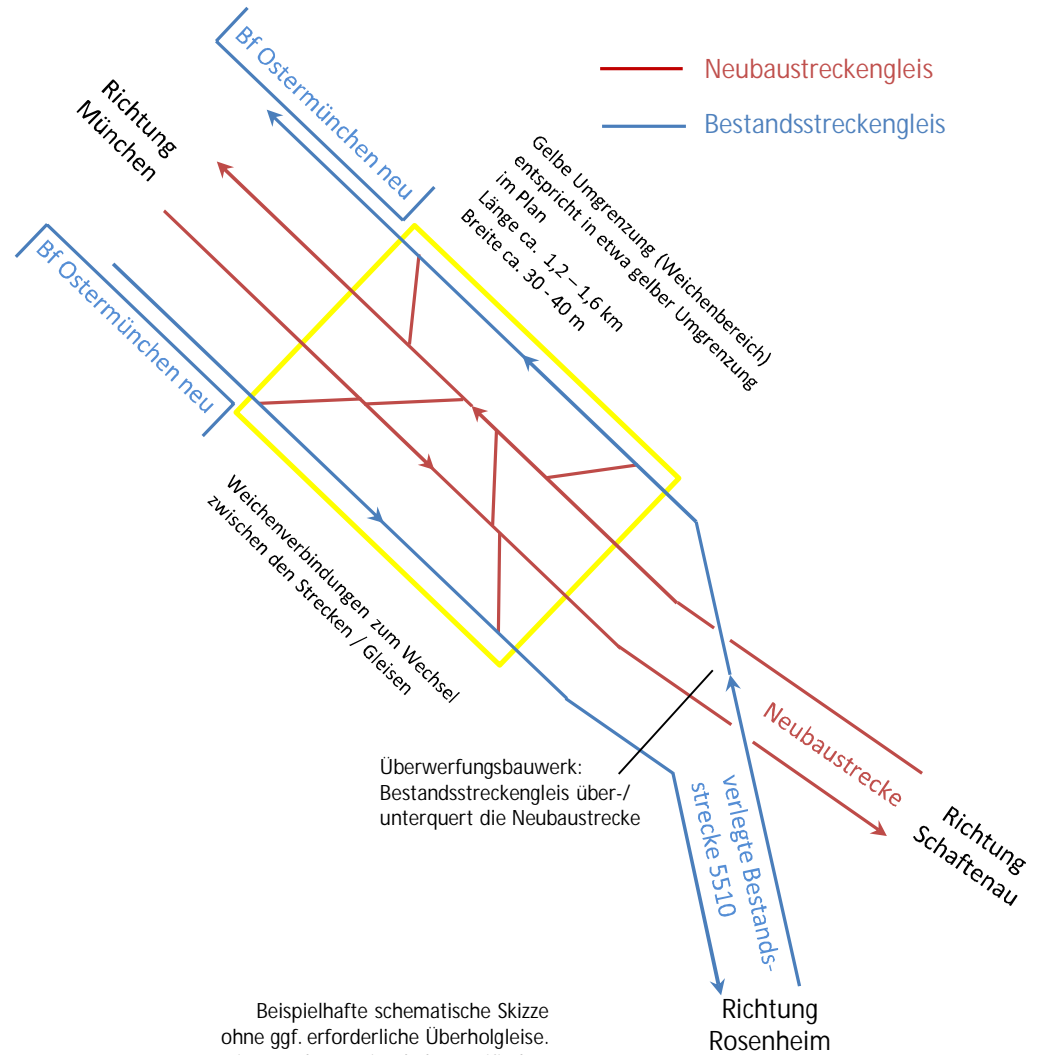 Bf Ostermünchen neu
Neubaustreckengleis
Bestandsstreckengleis
Richtung
München
Gelbe Umgrenzung (Weichenbereich)
entspricht in etwa gelber Umgrenzung
im Plan
Länge ca. 1,2 – 1,6 km
Breite ca. 30 - 40 m
Bf Ostermünchen neu
Weichenverbindungen zum Wechsel
zwischen den Strecken / Gleisen
Überwerfungsbauwerk:
Bestandsstreckengleis über-/
unterquert die Neubaustrecke
Neubaustrecke
verlegte Bestands-
strecke 5510
Richtung
Schaftenau
Richtung
Rosenheim
Beispielhafte schematische Skizze
ohne ggf. erforderliche Überholgleise.